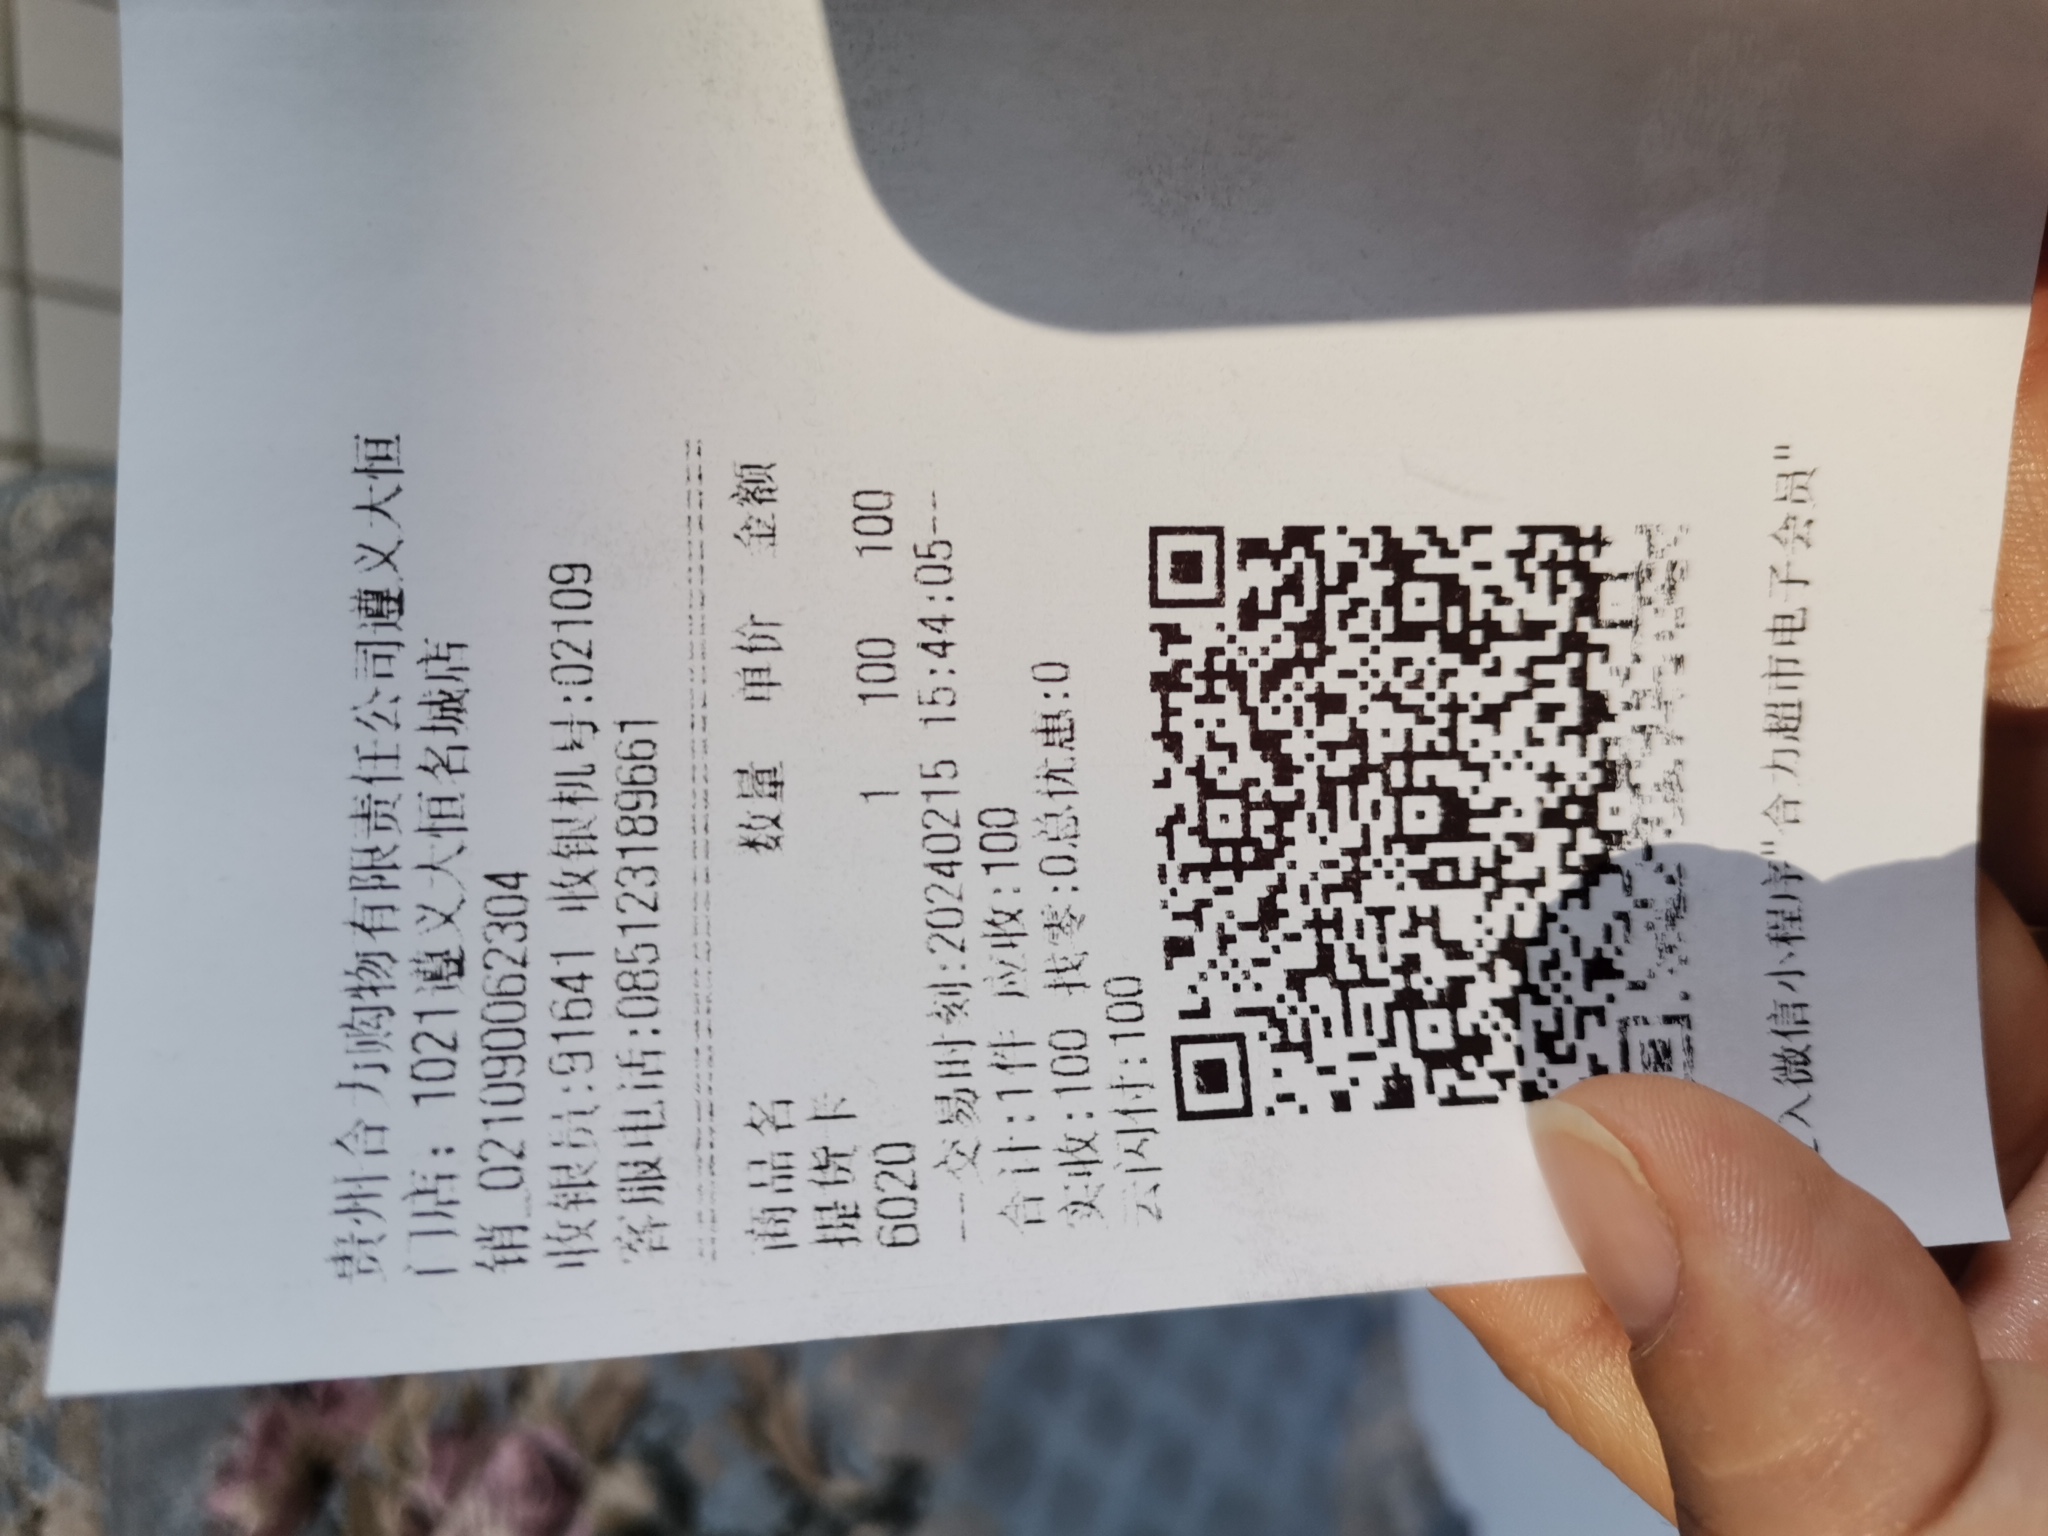 贵州合力购物有限责任公司遵义大恒
门店: 1021遵义大恒名城店
销_021090062304
收银员:91641 收银机号:02109
客服电话:085123189661
商品名 数量 单价 金额
提货卡
6020 1 100 100
---交易时刻:20240215 15:44:05--
合计:1件 应收:100
实收:100 找零:0总优惠:0
云闪付:100
入微信小程序"合力超市电子会员"